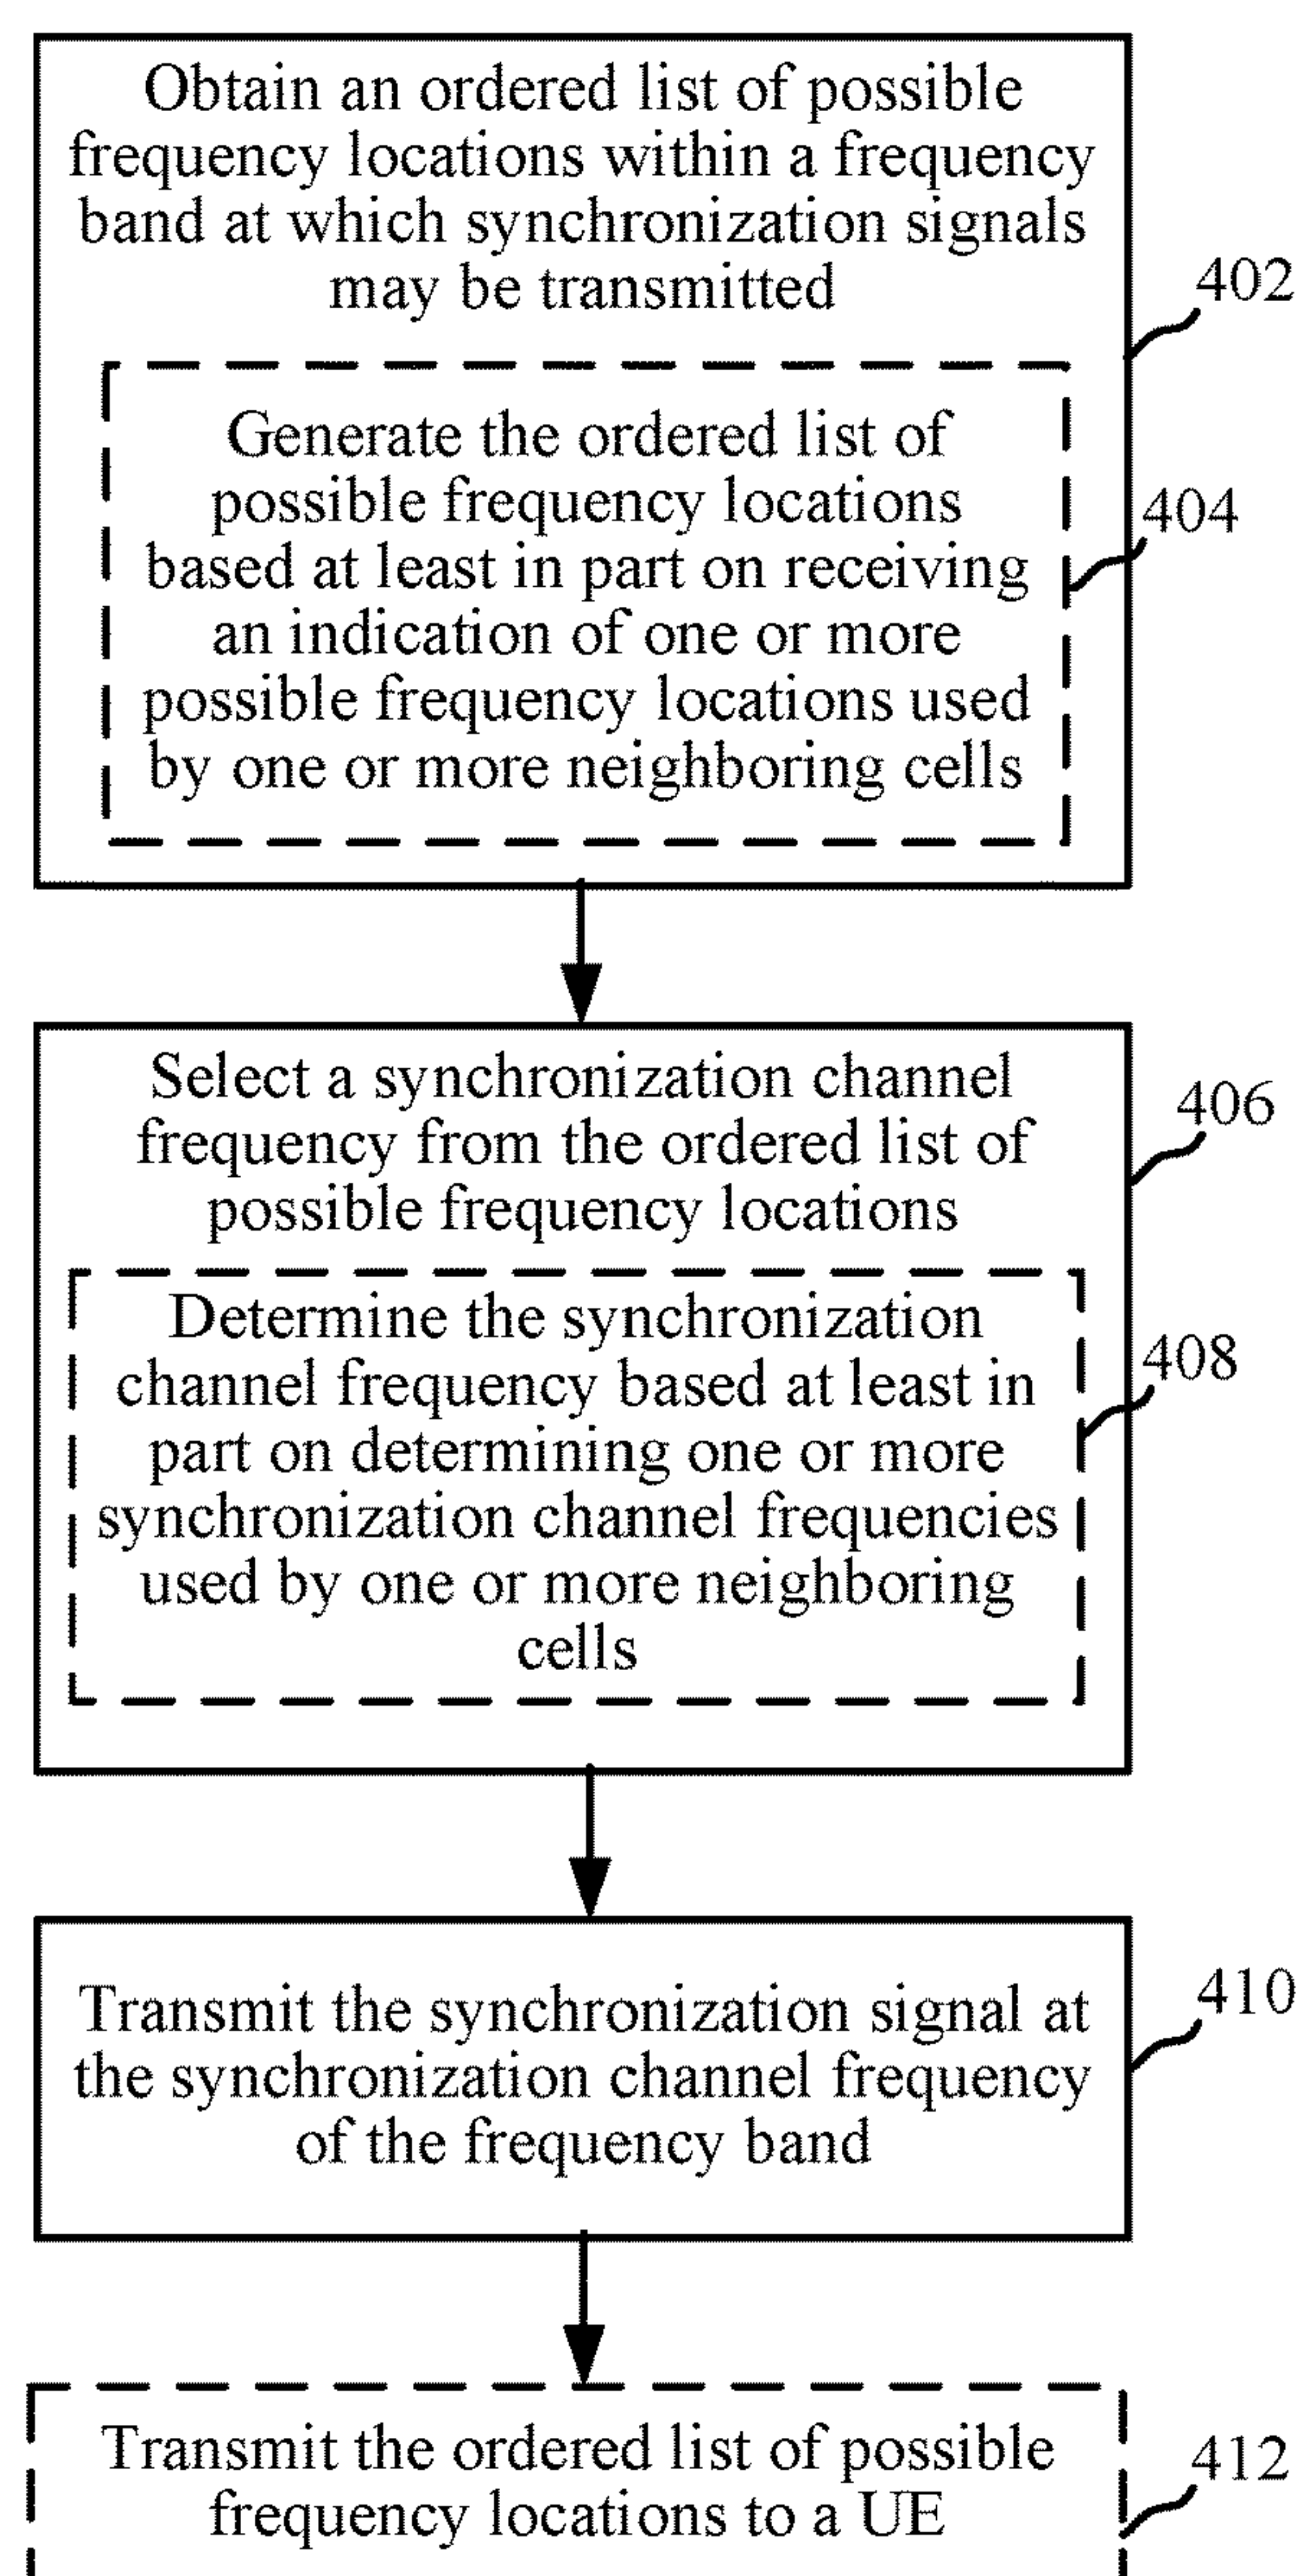 Obtain an ordered list of possible
frequency locations within a frequency
band at which synchronization signals
may be transmitted
402
Generate the ordered list of
possible frequency locations
based at least in part on receiving
an indication of one or more
possible frequency locations used
by one or more neighboring cells
404
Select a synchronization channel
frequency from the ordered list of
possible frequency locations
406
Determine the synchronization
channel frequency based at least in
part on determining one or more
synchronization channel frequencies
used by one or more neighboring
cells
408
Transmit the synchronization signal at
the synchronization channel frequency
of the frequency band
410
Transmit the ordered list of possible
frequency locations to a UE
412